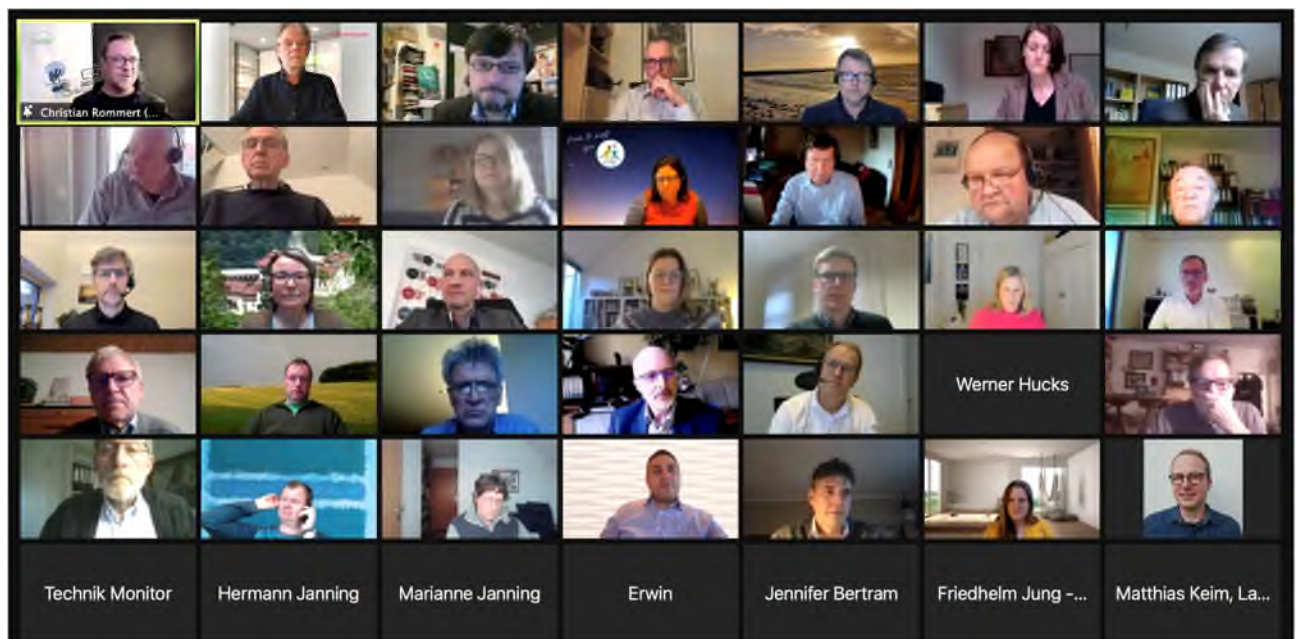 Christian Rommert (...
Werner Hucks
Technik Monitor
Hermann Janning
Marianne Janning
Erwin
Jennifer Bertram
Friedhelm Jung -...
Matthias Keim, La...